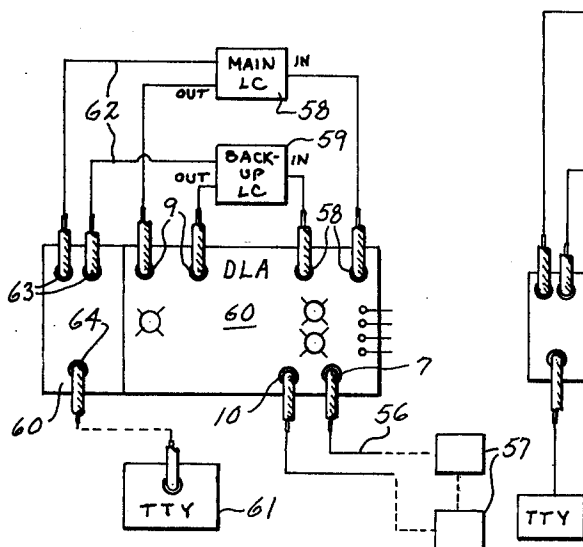 MAIN
LC
IN
OUT
58
62
59
BACK-
UP
LC
IN
OUT
9
58
63
DLA
64
60
60
10
7
56
57
TTY
61
TTY